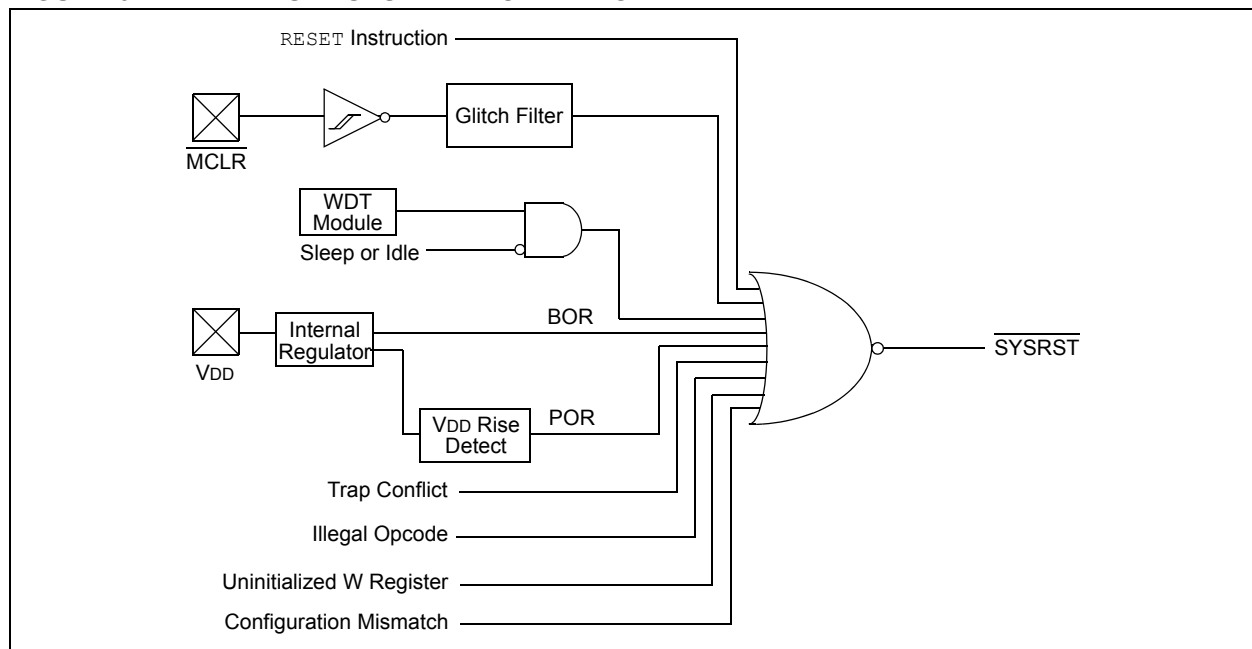 RESET Instruction
MCLR
Glitch Filter
WDT
Module
Sleep or Idle
VDD
Internal
Regulator
BOR
VDD Rise
Detect
POR
Trap Conflict
Illegal Opcode
Uninitialized W Register
Configuration Mismatch
SYSRST